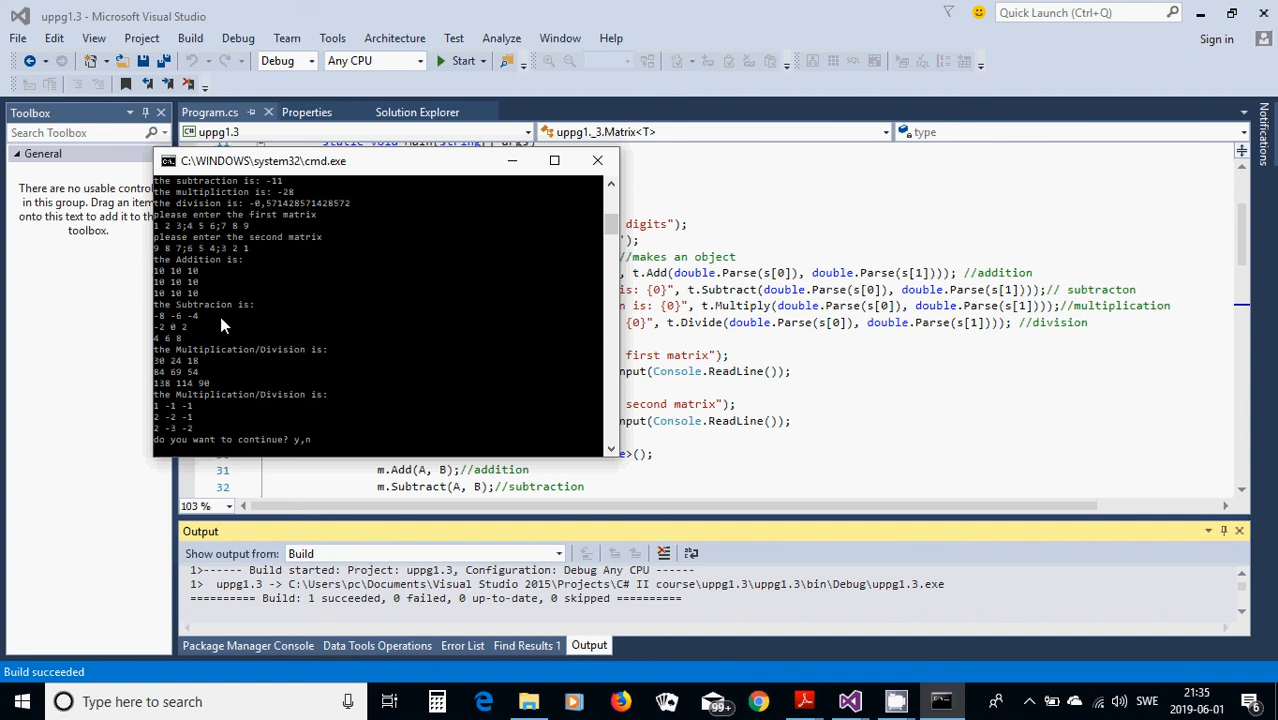 uppg1.3 - Microsoft Visual Studio
Quick Launch (Ctrl+Q)
File Edit View Project Build Debug Team Tools Architecture Test Analyze Window Help
Sign in
Debug Any CPU Start
Toolbox
Search Toolbox
General
There are no usable control
in this group. Drag an item
onto this text to add it to the
toolbox.
Program.cs Properties Solution Explorer
uppg1.3 uppg1._3.Matrix<T> type
Notifications
11 static void Main(string[] args)
digits");
");
//makes an object
, t.Add(double.Parse(s[0]), double.Parse(s[1]))); //addition
is: {0}", t.Subtract(double.Parse(s[0]), double.Parse(s[1])));// subtracton
n is: {0}", t.Multiply(double.Parse(s[0]), double.Parse(s[1])));//multiplication
{0}", t.Divide(double.Parse(s[0]), double.Parse(s[1]))); //division
first matrix");
nput(Console.ReadLine());
second matrix");
nput(Console.ReadLine());
>();
31 m.Add(A, B);//addition
32 m.Subtract(A, B);//subtraction
103 %
C:\WINDOWS\system32\cmd.exe
the subtraction is: -11
the multipliction is: -28
the division is: -0,571428571428572
please enter the first matrix
1 2 3;4 5 6;7 8 9
please enter the second matrix
9 8 7;6 5 4;3 2 1
the Addition is:
10 10 10
10 10 10
10 10 10
the Subtracion is:
-8 -6 -4
-2 0 2
4 6 8
the Multiplication/Division is:
30 24 18
84 69 54
138 114 90
the Multiplication/Division is:
1 -1 -1
2 -2 -1
2 -3 -2
do you want to continue? y,n
Output
Show output from: Build
1>------ Build started: Project: uppg1.3, Configuration: Debug Any CPU ------
1> uppg1.3 -> C:\Users\pc\Documents\Visual Studio 2015\Projects\C# II course\uppg1.3\uppg1.3\bin\Debug\uppg1.3.exe
========== Build: 1 succeeded, 0 failed, 0 up-to-date, 0 skipped ==========
Package Manager Console Data Tools Operations Error List Find Results 1 Output
Build succeeded
Type here to search
99+
SWE
21:35
2019-06-01
6